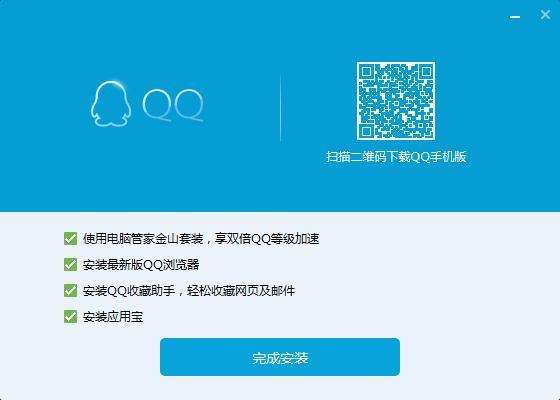 QQ
扫描二维码下载QQ手机版
使用电脑管家金山套装，享双倍QQ等级加速
安装最新版QQ浏览器
安装QQ收藏助手，轻松收藏网页及邮件
安装应用宝
完成安装